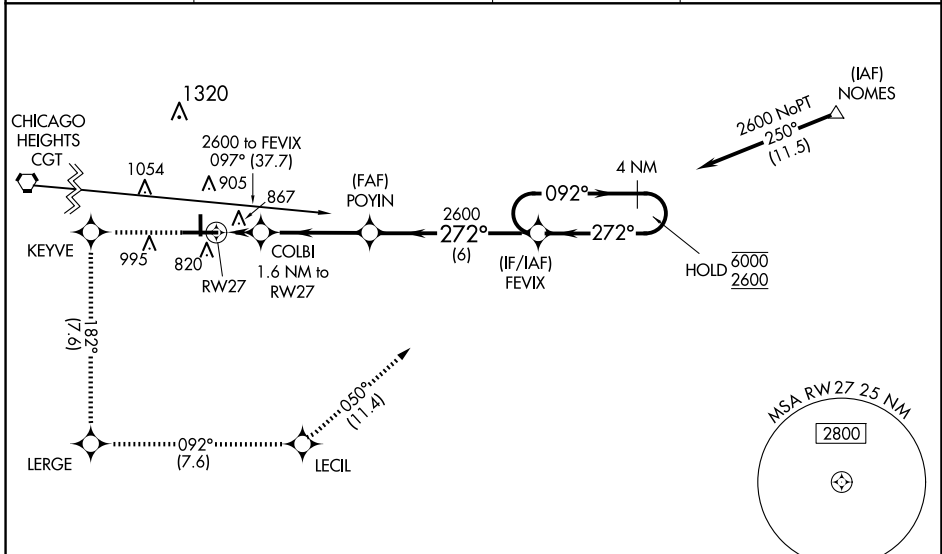 1320
CHICAGO
HEIGHTS
CGT
2600 to FEVIX
097° (37.7)
1054
905
867
(FAF)
POYIN
4 NM
092°
2600 NoPT
250°
(11.5)
(IAF)
NOMES
KEYVE
995
820
RW27
COLBI
1.6 NM to
RW27
2600
272°
(6)
(IF/IAF)
FEVIX
272°
HOLD
6000
2600
182°
(7.6)
LERGE
092°
(7.6)
LECIL
050°
(11.4)
MSA RW27 25 NM
2800